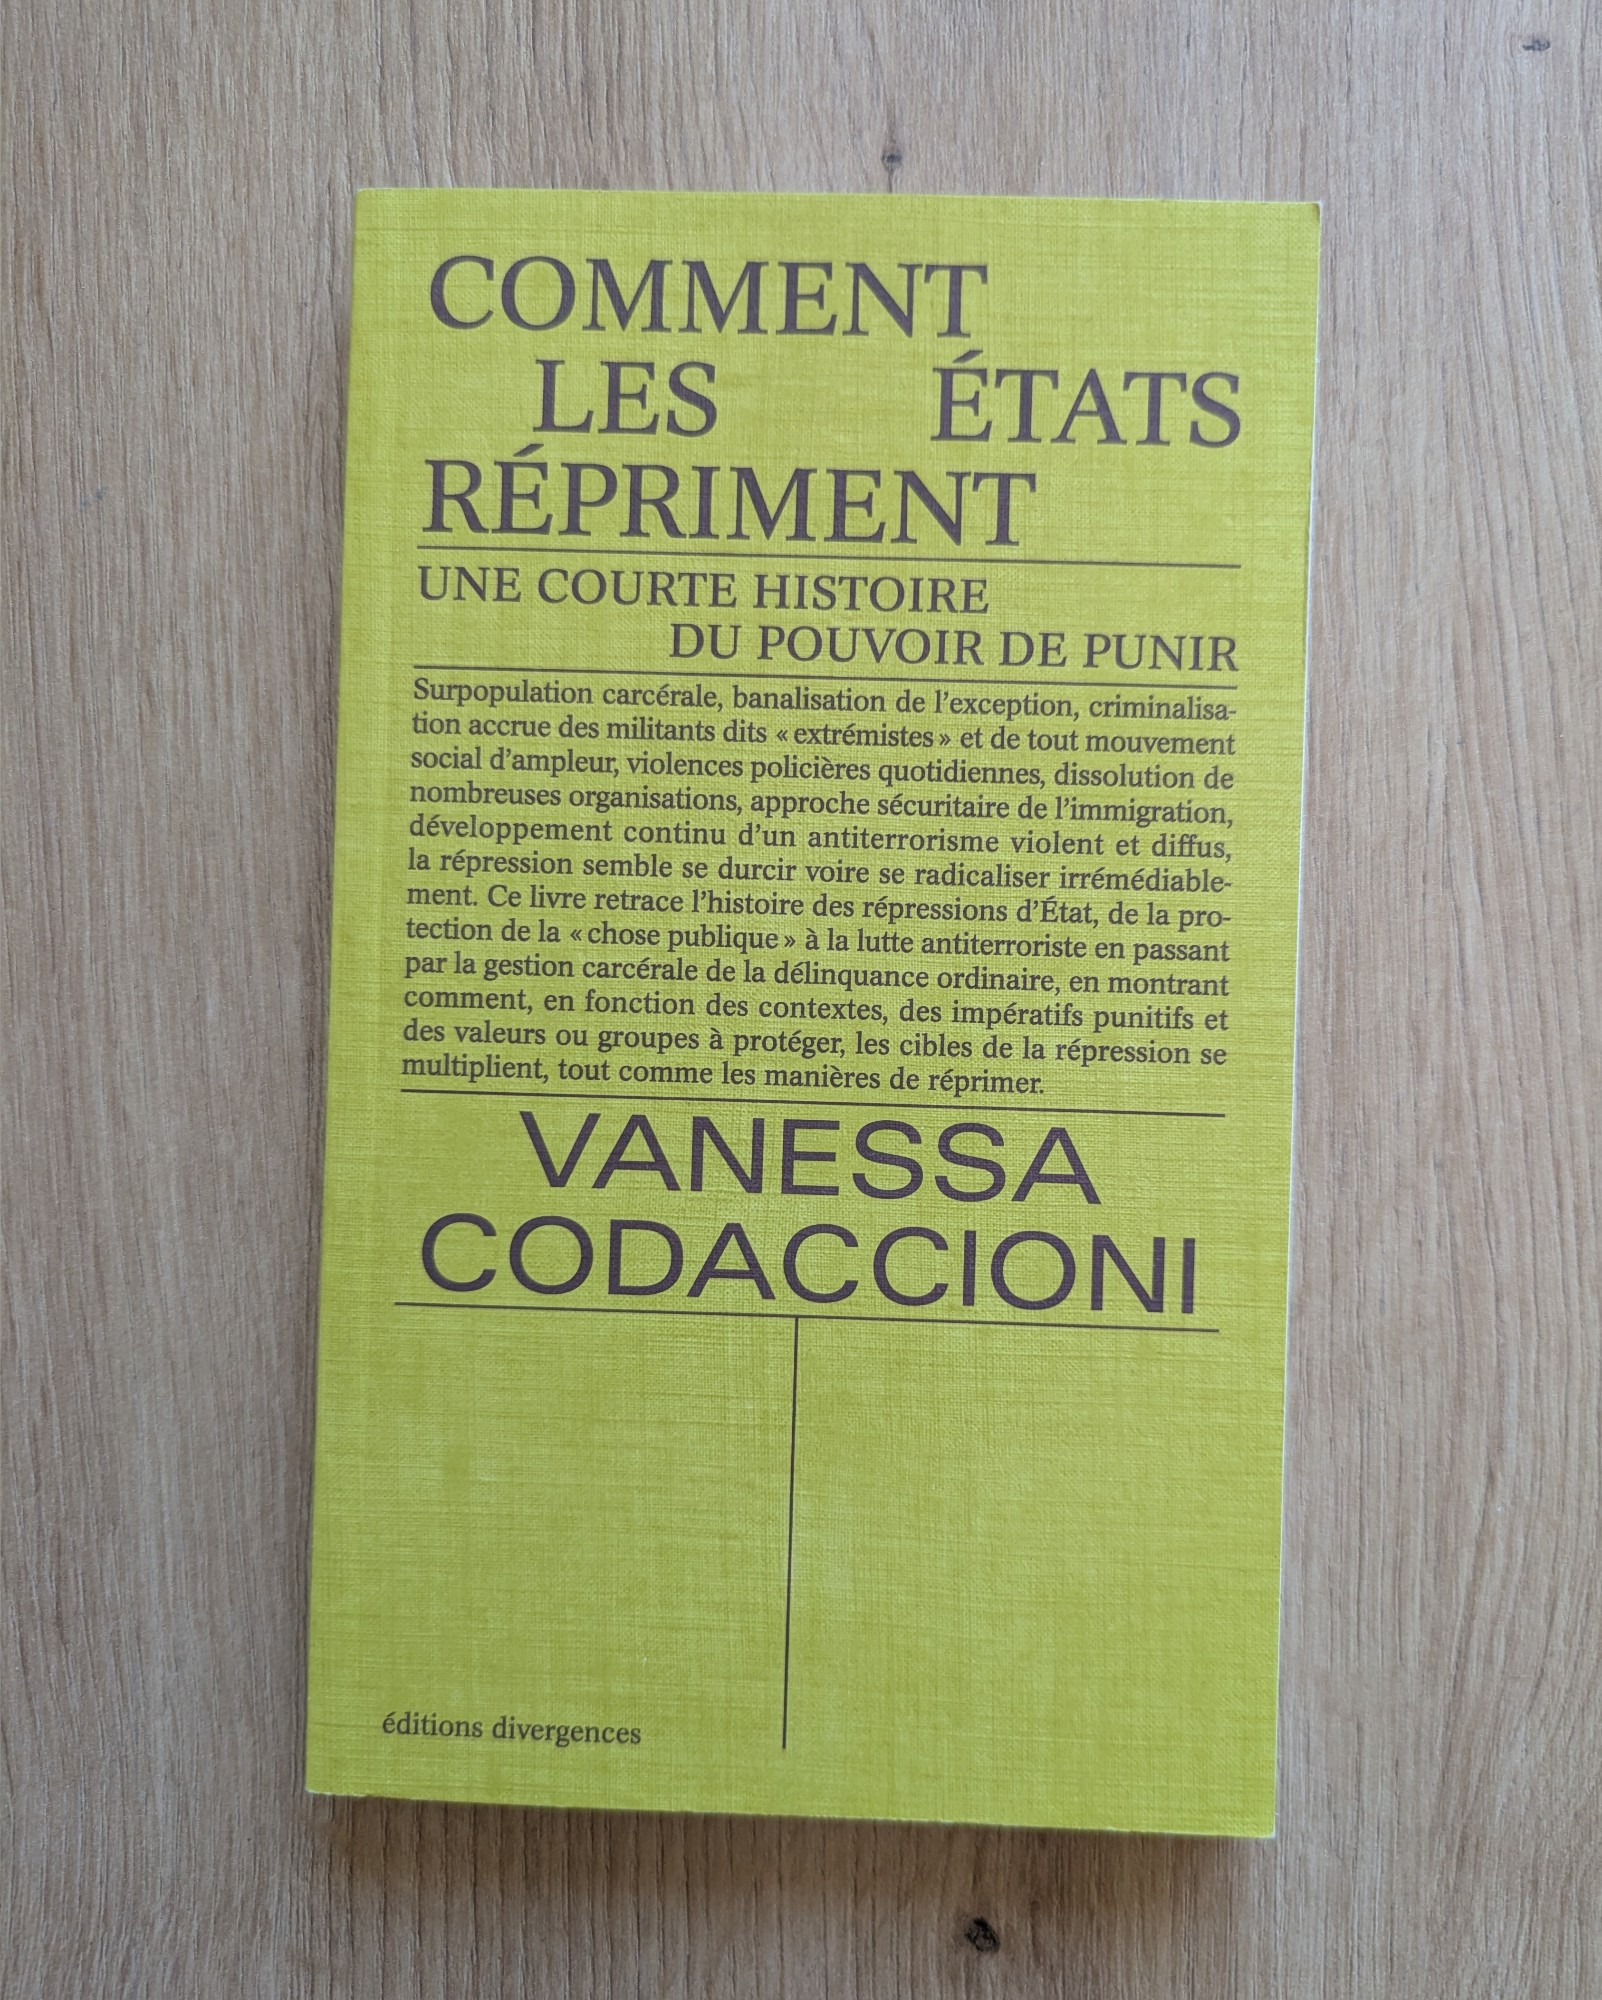 COMMENT
LES ÉTATS
RÉPRIMENT
UNE COURTE HISTOIRE
DU POUVOIR DE PUNIR
Surpopulation carcérale, banalisation de l’exception, criminalisa-
tion accrue des militants dits « extrémistes » et de tout mouvement
social d’ampleur, violences policières quotidiennes, dissolution de
nombreuses organisations, approche sécuritaire de l’immigration,
développement continu d’un antiterrorisme violent et diffus,
la répression semble se durcir voire se radicaliser irrémédiable-
ment. Ce livre retrace l’histoire des répressions d’État, de la pro-
tection de la « chose publique » à la lutte antiterroriste en passant
par la gestion carcérale de la délinquance ordinaire, en montrant
comment, en fonction des contextes, des impératifs punitifs et
des valeurs ou groupes à protéger, les cibles de la répression se
multiplient, tout comme les manières de réprimer.
VANESSA
CODACCIONI
éditions divergences